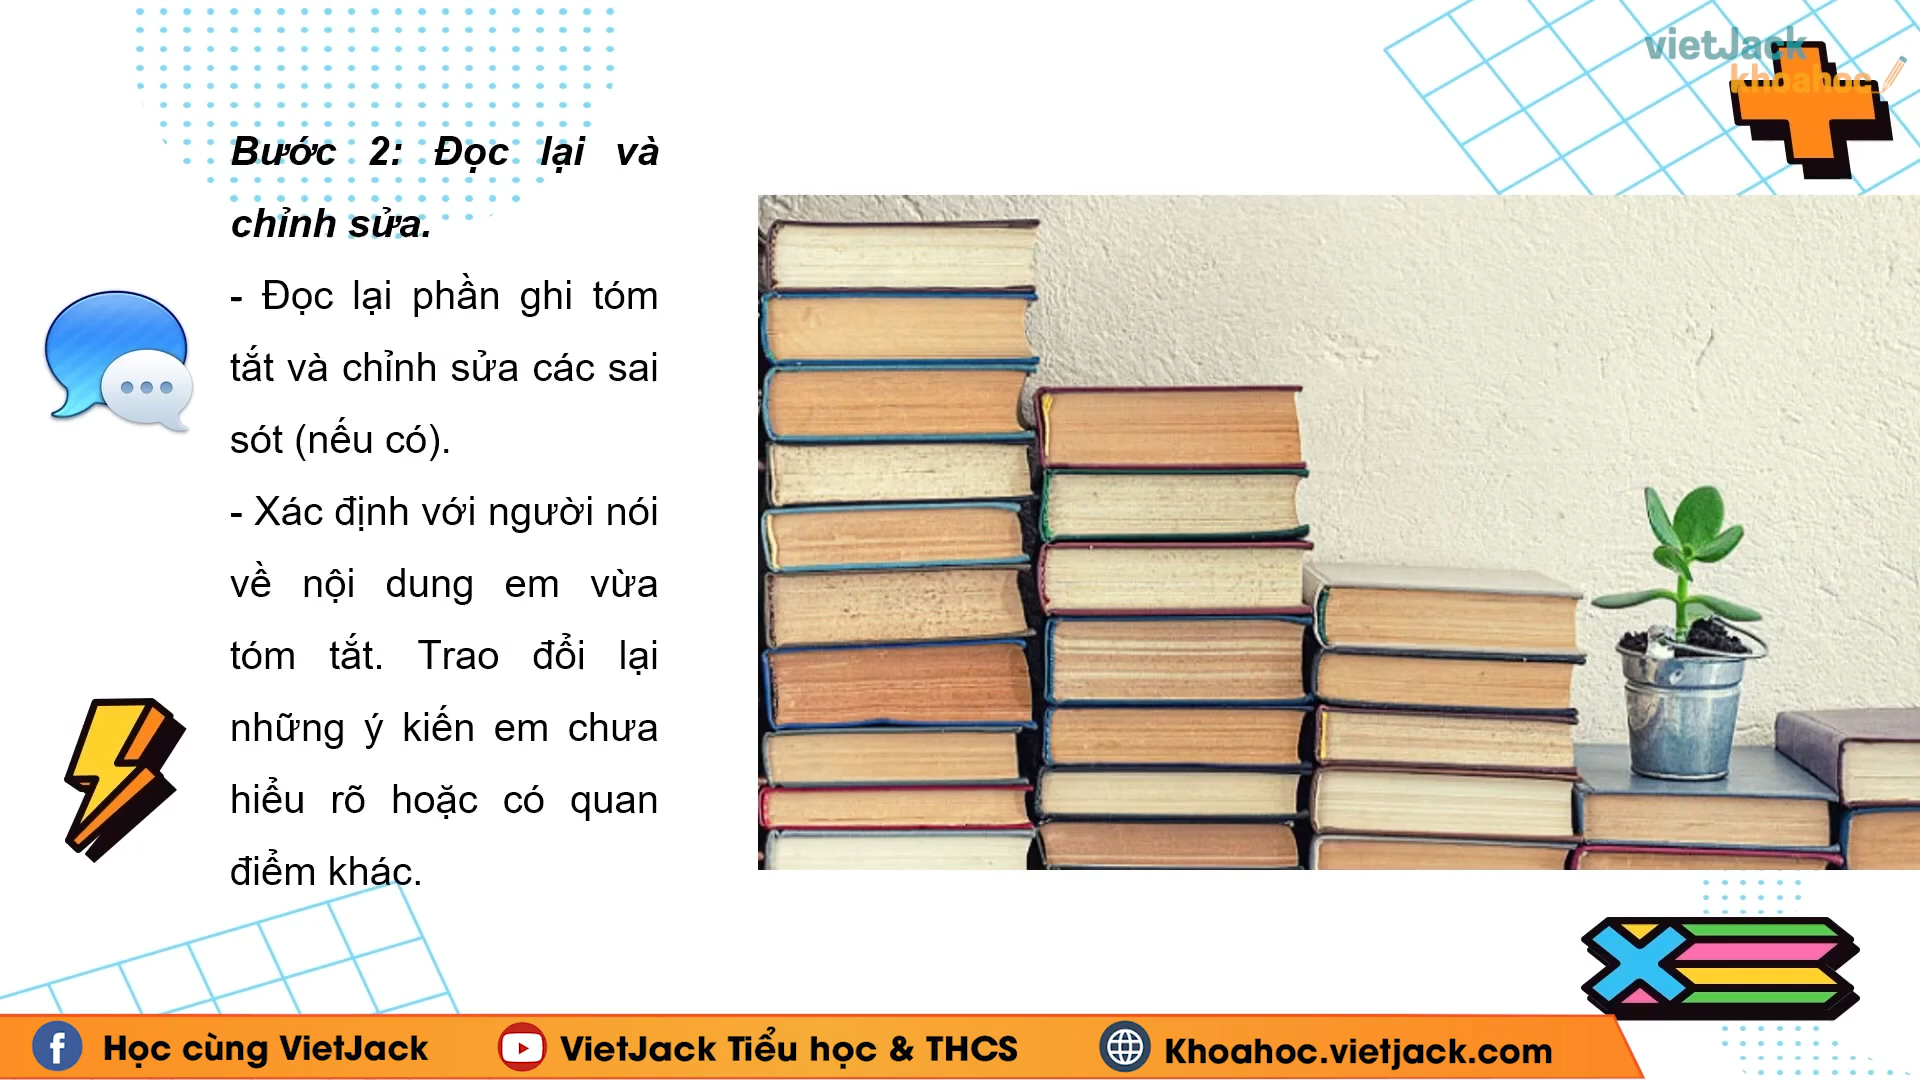 vietJack
khoahoc
Bước 2: Đọc lại và
chỉnh sửa.
- Đọc lại phần ghi tóm
tắt và chỉnh sửa các sai
sót (nếu có).
- Xác định với người nói
về nội dung em vừa
tóm tắt. Trao đổi lại
những ý kiến em chưa
hiểu rõ hoặc có quan
điểm khác.
Học cùng VietJack
VietJack Tiểu học & THCS
Khoahoc.vietjack.com